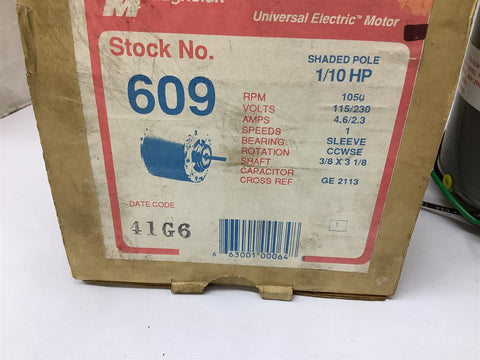 Universal Electric™ Motor
Stock No.
609
SHADED POLE
1/10 HP
RPM 1050
VOLTS 115/230
AMPS 4.6/2.3
SPEEDS 1
BEARING SLEEVE
ROTATION CCWSE
SHAFT 3/8 X 3 1/8
CAPACITOR
CROSS REF GE 2113
DATE CODE
41G6
1
6 63001 00064